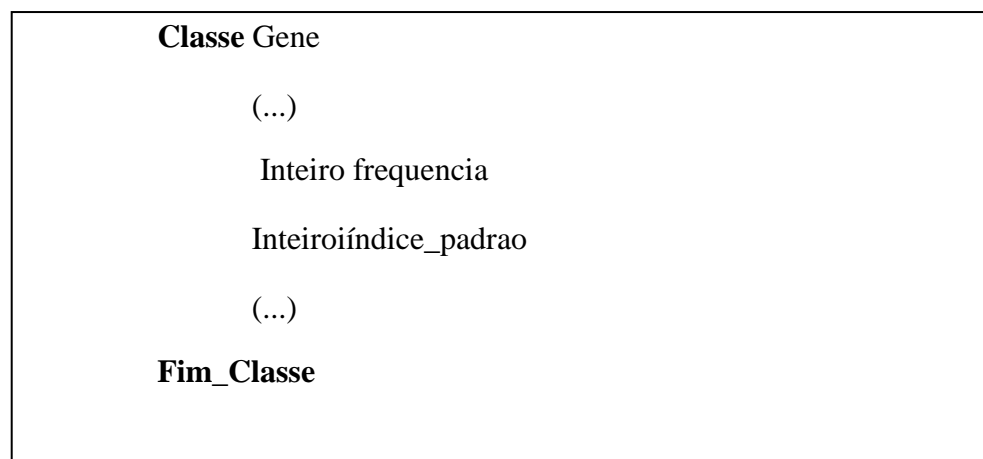 Classe Gene
(...)
Inteiro frequencia
Inteiroiíndice_padrao
(...)
Fim_Classe